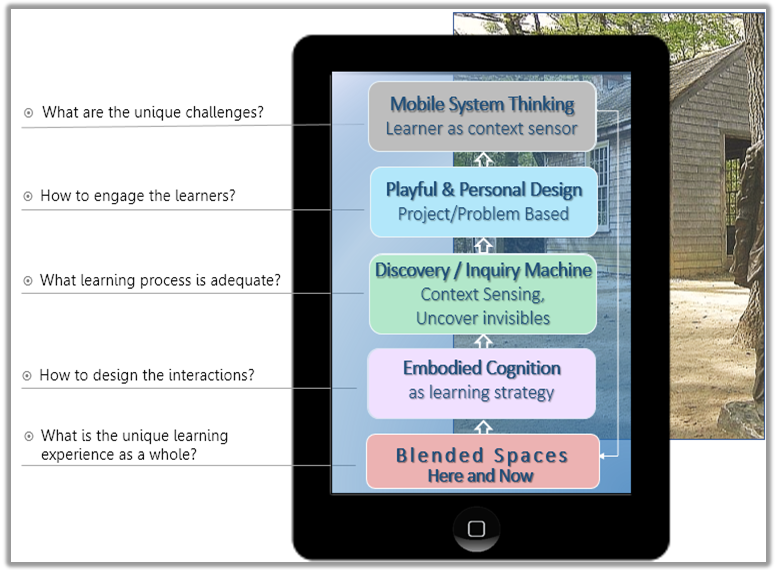 What are the unique challenges?
Mobile System Thinking
Learner as context sensor
How to engage the learners?
Playful & Personal Design
Project/Problem Based
What learning process is adequate?
Discovery / Inquiry Machine
Context Sensing,
Uncover invisibles
How to design the interactions?
Embodied Cognition
as learning strategy
What is the unique learning
experience as a whole?
Blended Spaces
Here and Now